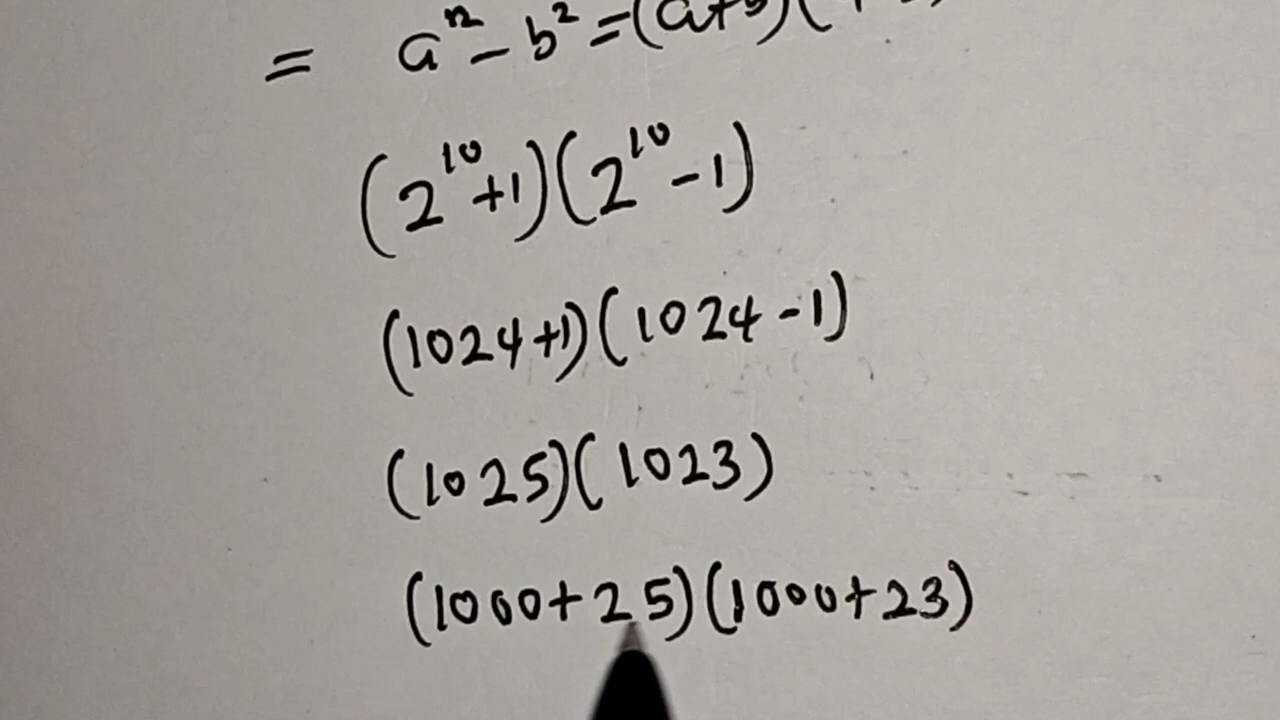 = a² - b² = (a+b)(
(2¹⁰+1)(2¹⁰-1)
(1024+1)(1024-1)
(1025)(1023)
(1000+25)(1000+23)